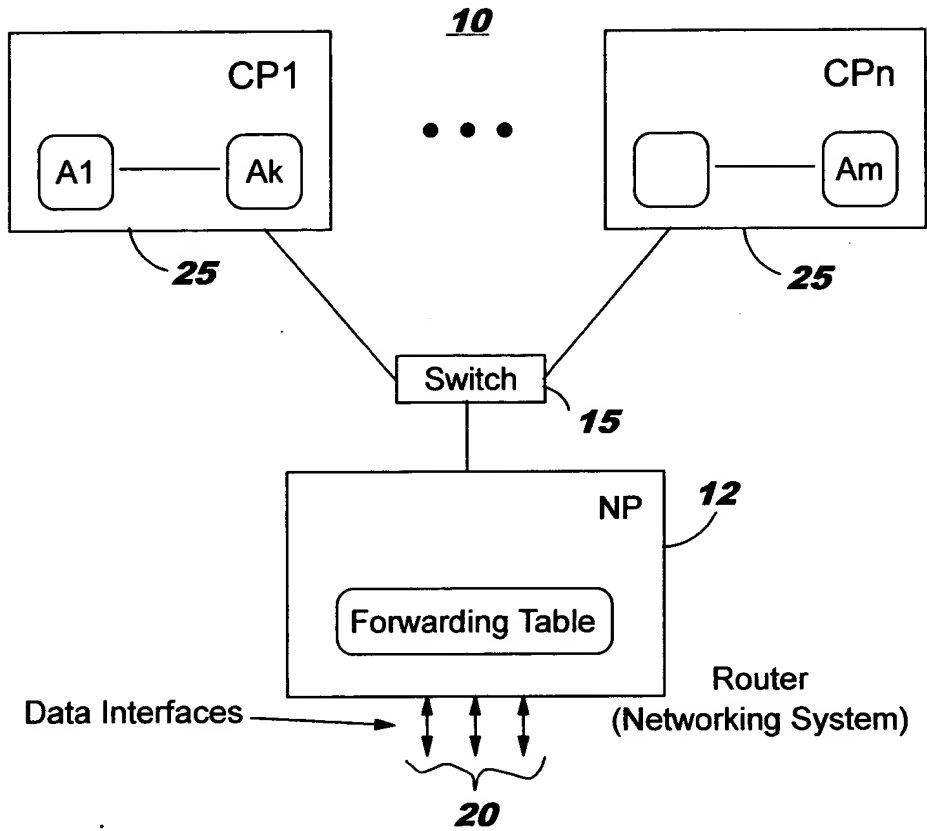 10
CP1
A1
Ak
25
CPn
Am
25
Switch
15
NP
12
Forwarding Table
Data Interfaces
Router
(Networking System)
20